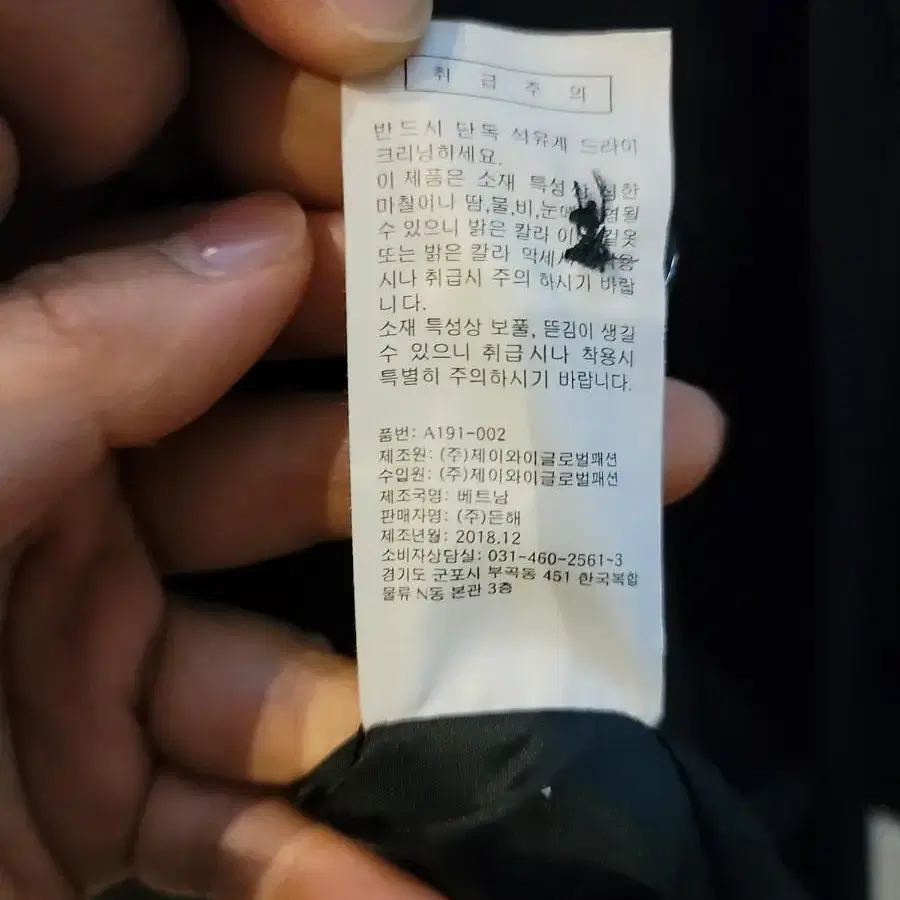 취 급 주 의
반드시 단독 석유계 드라이
크리닝하세요.
이 제품은 소재 특성상 심한
마찰이나 땀,물,비,눈에
수 있으니 밝은 칼라 겉옷
또는 밝은 칼라 착용
시나 취급시 주의 하시기 바랍
니다.
소재 특성상 보풀, 뜯김이 생길
수 있으니 취급시나 착용시
특별히 주의하시기 바랍니다.
품번: A191-002
제조원: (주)제이와이글로벌패션
수입원: (주)제이와이글로벌패션
제조국명: 베트남
판매자명: (주)든해
제조년월: 2018.12
소비자상담실: 031-460-2561~3
경기도 군포시 부곡동 451 한국복합
물류 N동 본관 3층